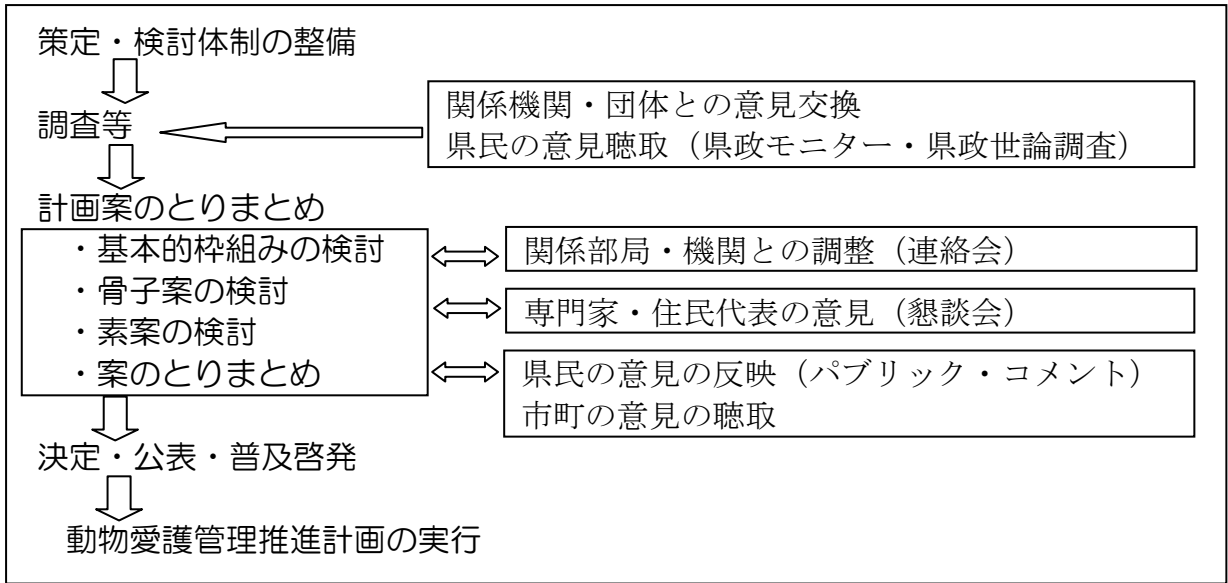 策定・検討体制の整備
調査等
関係機関・団体との意見交換
県民の意見聴取（県政モニター・県政世論調査）
計画案のとりまとめ
・基本的枠組みの検討
・骨子案の検討
・素案の検討
・案のとりまとめ
関係部局・機関との調整（連絡会）
専門家・住民代表の意見（懇談会）
県民の意見の反映（パブリック・コメント）
市町の意見の聴取
決定・公表・普及啓発
動物愛護管理推進計画の実行